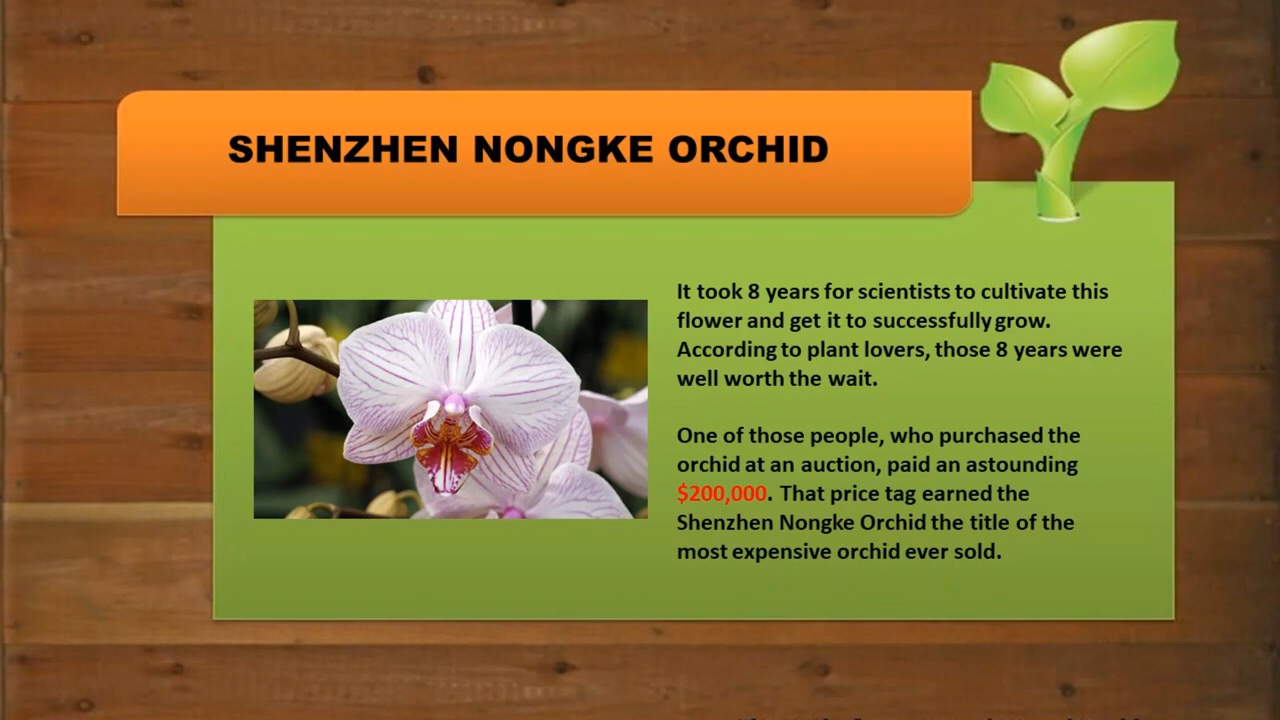 SHENZHEN NONGKE ORCHID
It took 8 years for scientists to cultivate this
flower and get it to successfully grow.
According to plant lovers, those 8 years were
well worth the wait.
One of those people, who purchased the
orchid at an auction, paid an astounding
$200,000. That price tag earned the
Shenzhen Nongke Orchid the title of the
most expensive orchid ever sold.